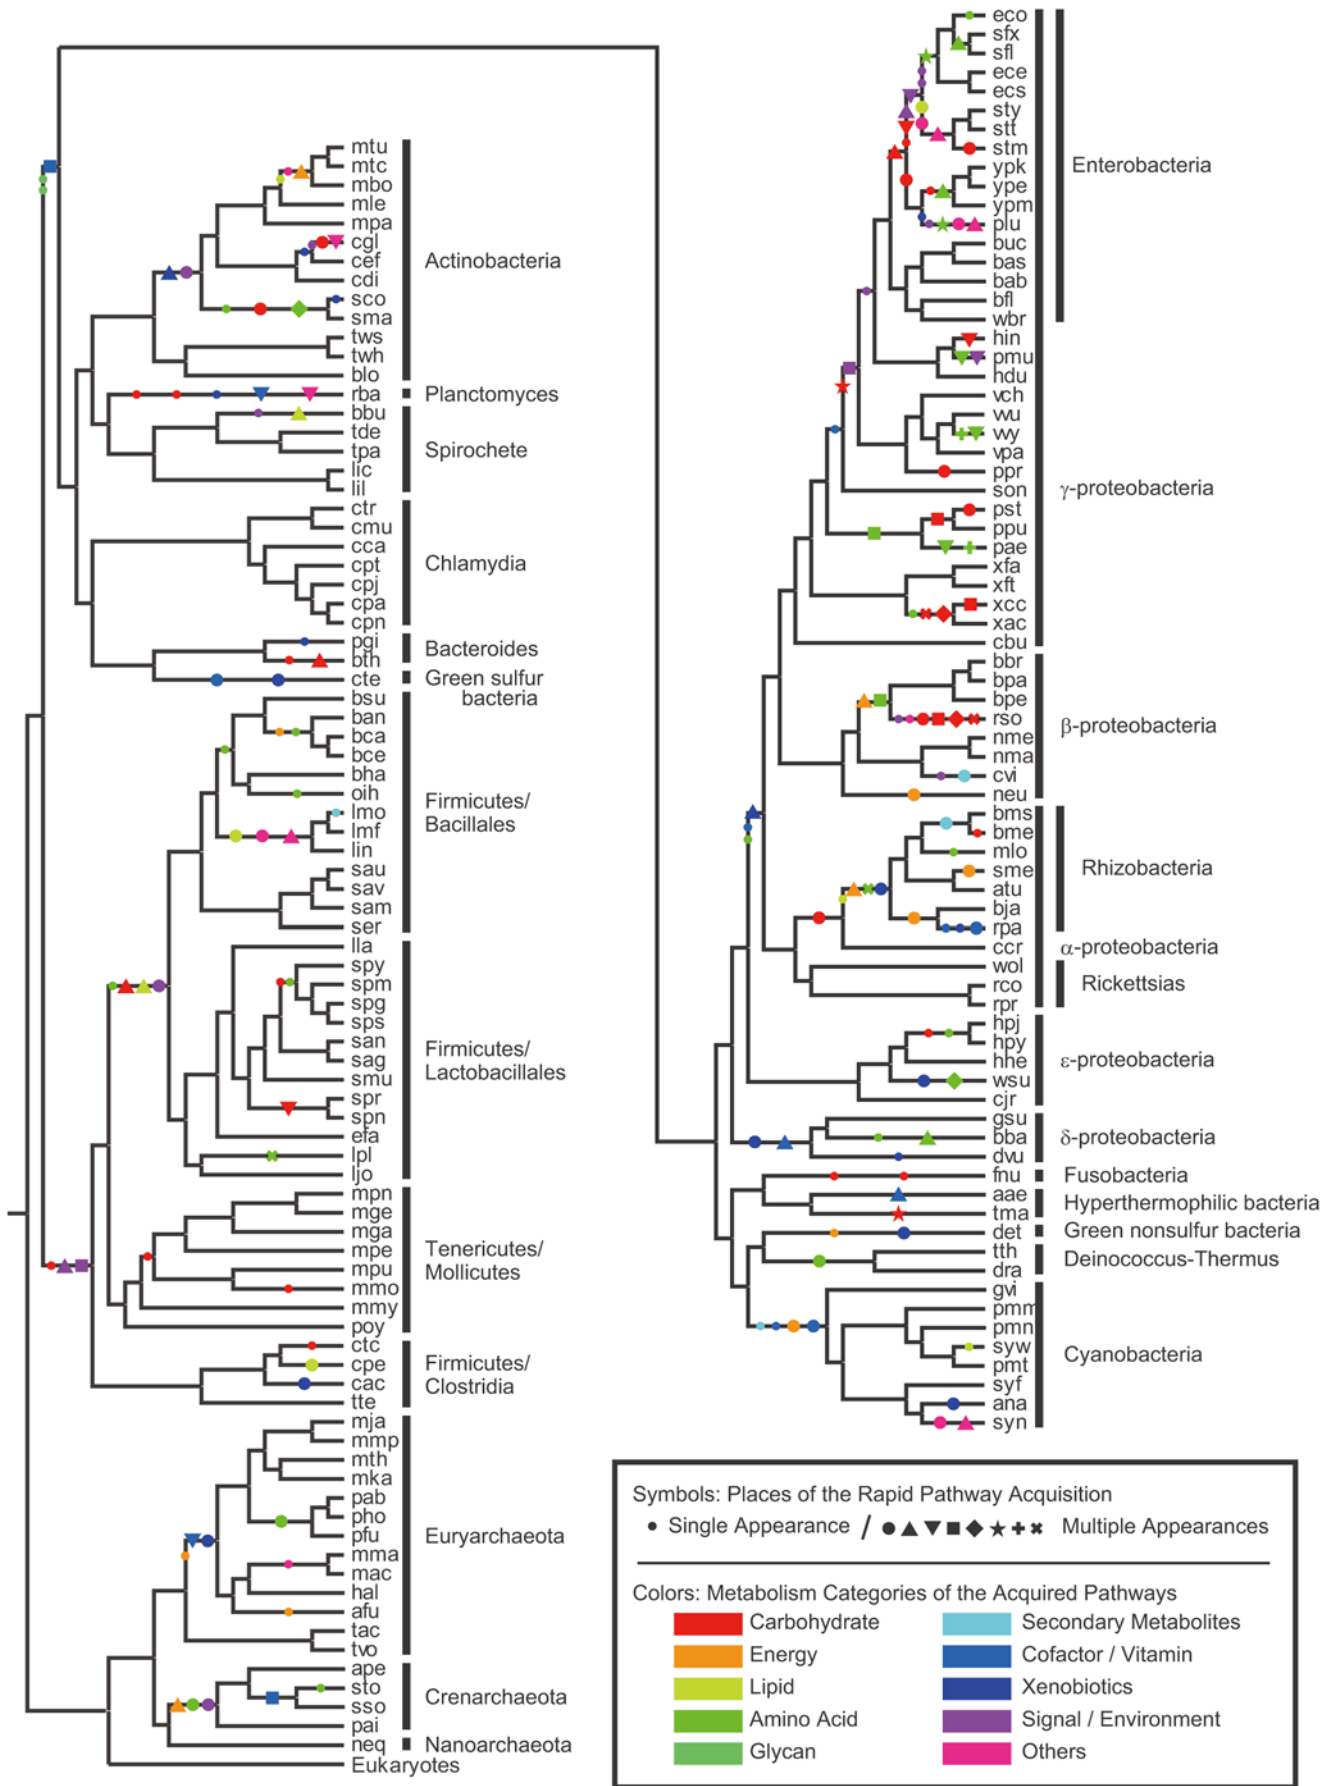 mtu
mtc
mbo
mle
mpa
cgl
cef
cdi
sco
sma
tws
twh
blo
Actinobacteria
rba
Planctomyces
bbu
tde
tpa
lic
lil
Spirochete
ctr
cmu
cca
cpt
cpj
cpa
cpn
Chlamydia
pgi
bth
Bacteroides
cte
Green sulfur
bacteria
bsu
ban
bca
bce
bha
oih
lmo
lmf
lin
sau
sav
sam
ser
Firmicutes/
Bacillales
lla
spy
spm
spg
sps
san
sag
smu
spr
spn
efa
lpl
ljo
Firmicutes/
Lactobacillales
mpn
mge
mga
mpe
mpu
mmo
mmy
poy
Tenericutes/
Mollicutes
ctc
cpe
cac
tte
Firmicutes/
Clostridia
mja
mmp
mth
mka
pab
pho
pfu
mma
mac
hal
afu
tac
tvo
Euryarchaeota
ape
sto
sso
pai
Crenarchaeota
neq
Nanoarchaeota
Eukaryotes
eco
sfx
sfl
ece
ecs
sty
stt
stm
ypk
ype
ypm
plu
buc
bas
bab
bfl
wbr
Enterobacteria
hin
pmu
hdu
vch
vvu
vvy
vpa
ppr
son
pst
ppu
pae
xfa
xft
xcc
xac
cbu
γ-proteobacteria
bbr
bpa
bpe
rso
nme
nma
cvi
neu
β-proteobacteria
bms
bme
mlo
sme
atu
bja
rpa
Rhizobacteria
ccr
α-proteobacteria
wol
rco
rpr
Rickettsias
hpj
hpy
hhe
wsu
cjr
ε-proteobacteria
gsu
bba
dvu
δ-proteobacteria
fnu
Fusobacteria
aae
tma
Hyperthermophilic bacteria
det
Green nonsulfur bacteria
tth
dra
Deinococcus-Thermus
gvi
pmm
pmn
syw
pmt
syf
ana
syn
Cyanobacteria
Symbols: Places of the Rapid Pathway Acquisition
Single Appearance / Multiple Appearances
Colors: Metabolism Categories of the Acquired Pathways
Carbohydrate
Energy
Lipid
Amino Acid
Glycan
Secondary Metabolites
Cofactor / Vitamin
Xenobiotics
Signal / Environment
Others